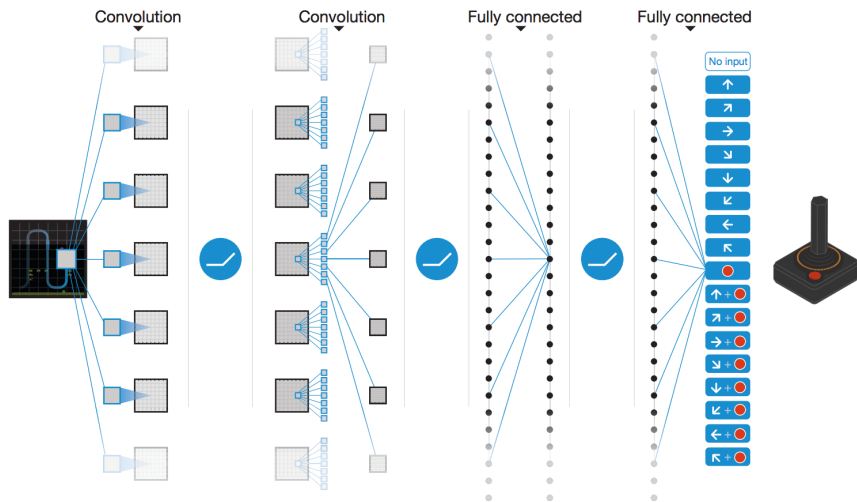 Convolution
Convolution
Fully connected
Fully connected
No input
+
+
+
+
+
+
+
+